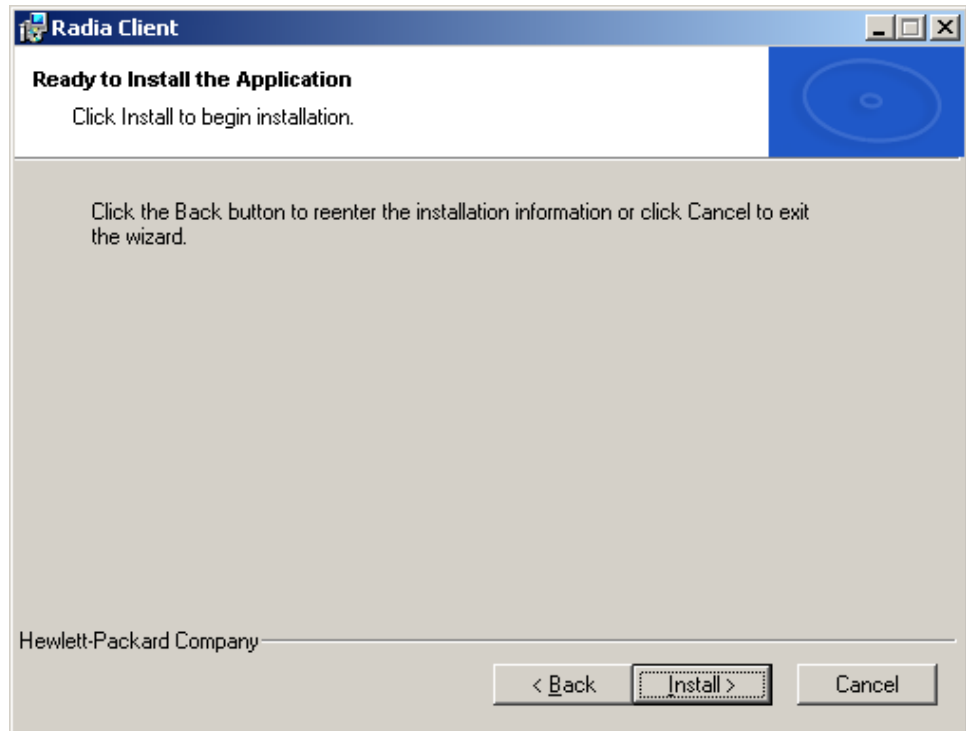 Radia Client
Ready to Install the Application
Click Install to begin installation.
Click the Back button to reenter the installation information or click Cancel to exit
the wizard.
Hewlett-Packard Company
< Back Install > Cancel